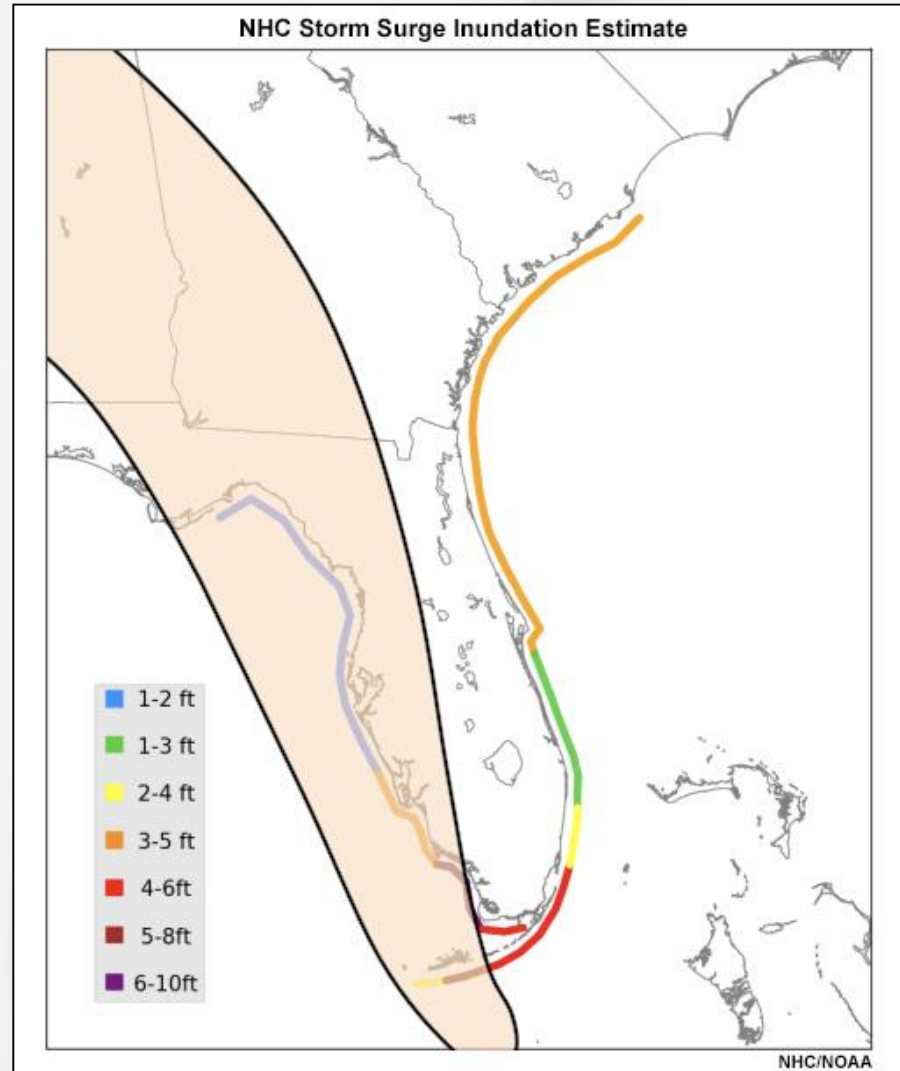 NHC Storm Surge Inundation Estimate
1-2 ft
1-3 ft
2-4 ft
3-5 ft
4-6ft
5-8ft
6-10ft
NHC/NOAA